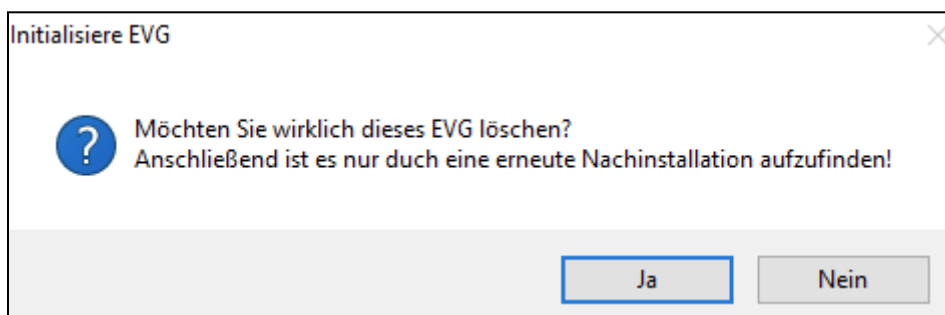 Initialisiere EVG
Möchten Sie wirklich dieses EVG löschen?
Anschließend ist es nur duch eine erneute Nachinstallation aufzufinden!
Ja
Nein